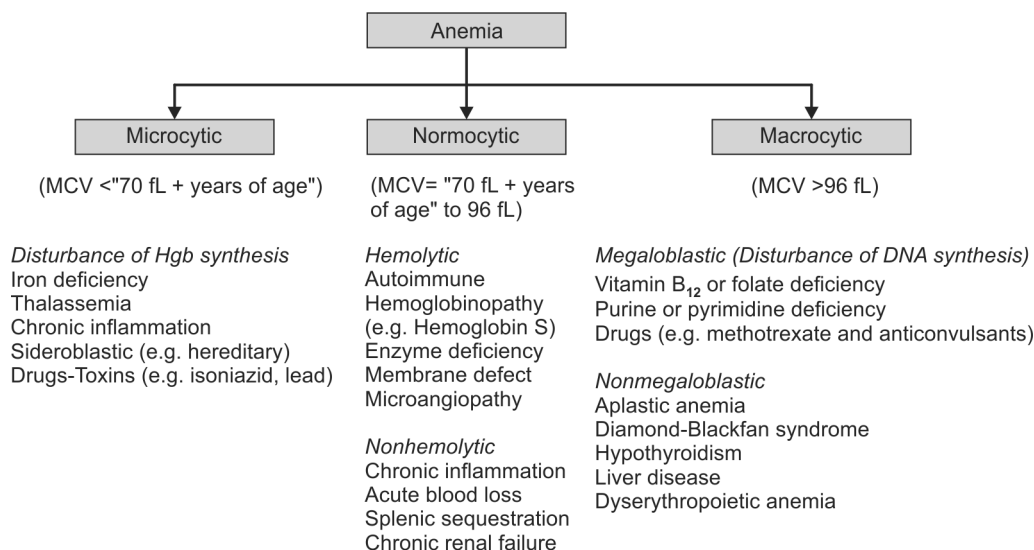 Anemia
Microcytic
Normocytic
Macrocytic
(MCV <"70 fL + years of age")
(MCV= "70 fL + years
of age" to 96 fL)
(MCV >96 fL)
Disturbance of Hgb synthesis
Iron deficiency
Thalassemia
Chronic inflammation
Sideroblastic (e.g. hereditary)
Drugs-Toxins (e.g. isoniazid, lead)
Hemolytic
Autoimmune
Hemoglobinopathy
(e.g. Hemoglobin S)
Enzyme deficiency
Membrane defect
Microangiopathy
Nonhemolytic
Chronic inflammation
Acute blood loss
Splenic sequestration
Chronic renal failure
Megaloblastic (Disturbance of DNA synthesis)
Vitamin B12 or folate deficiency
Purine or pyrimidine deficiency
Drugs (e.g. methotrexate and anticonvulsants)
Nonmegaloblastic
Aplastic anemia
Diamond-Blackfan syndrome
Hypothyroidism
Liver disease
Dyserythropoietic anemia